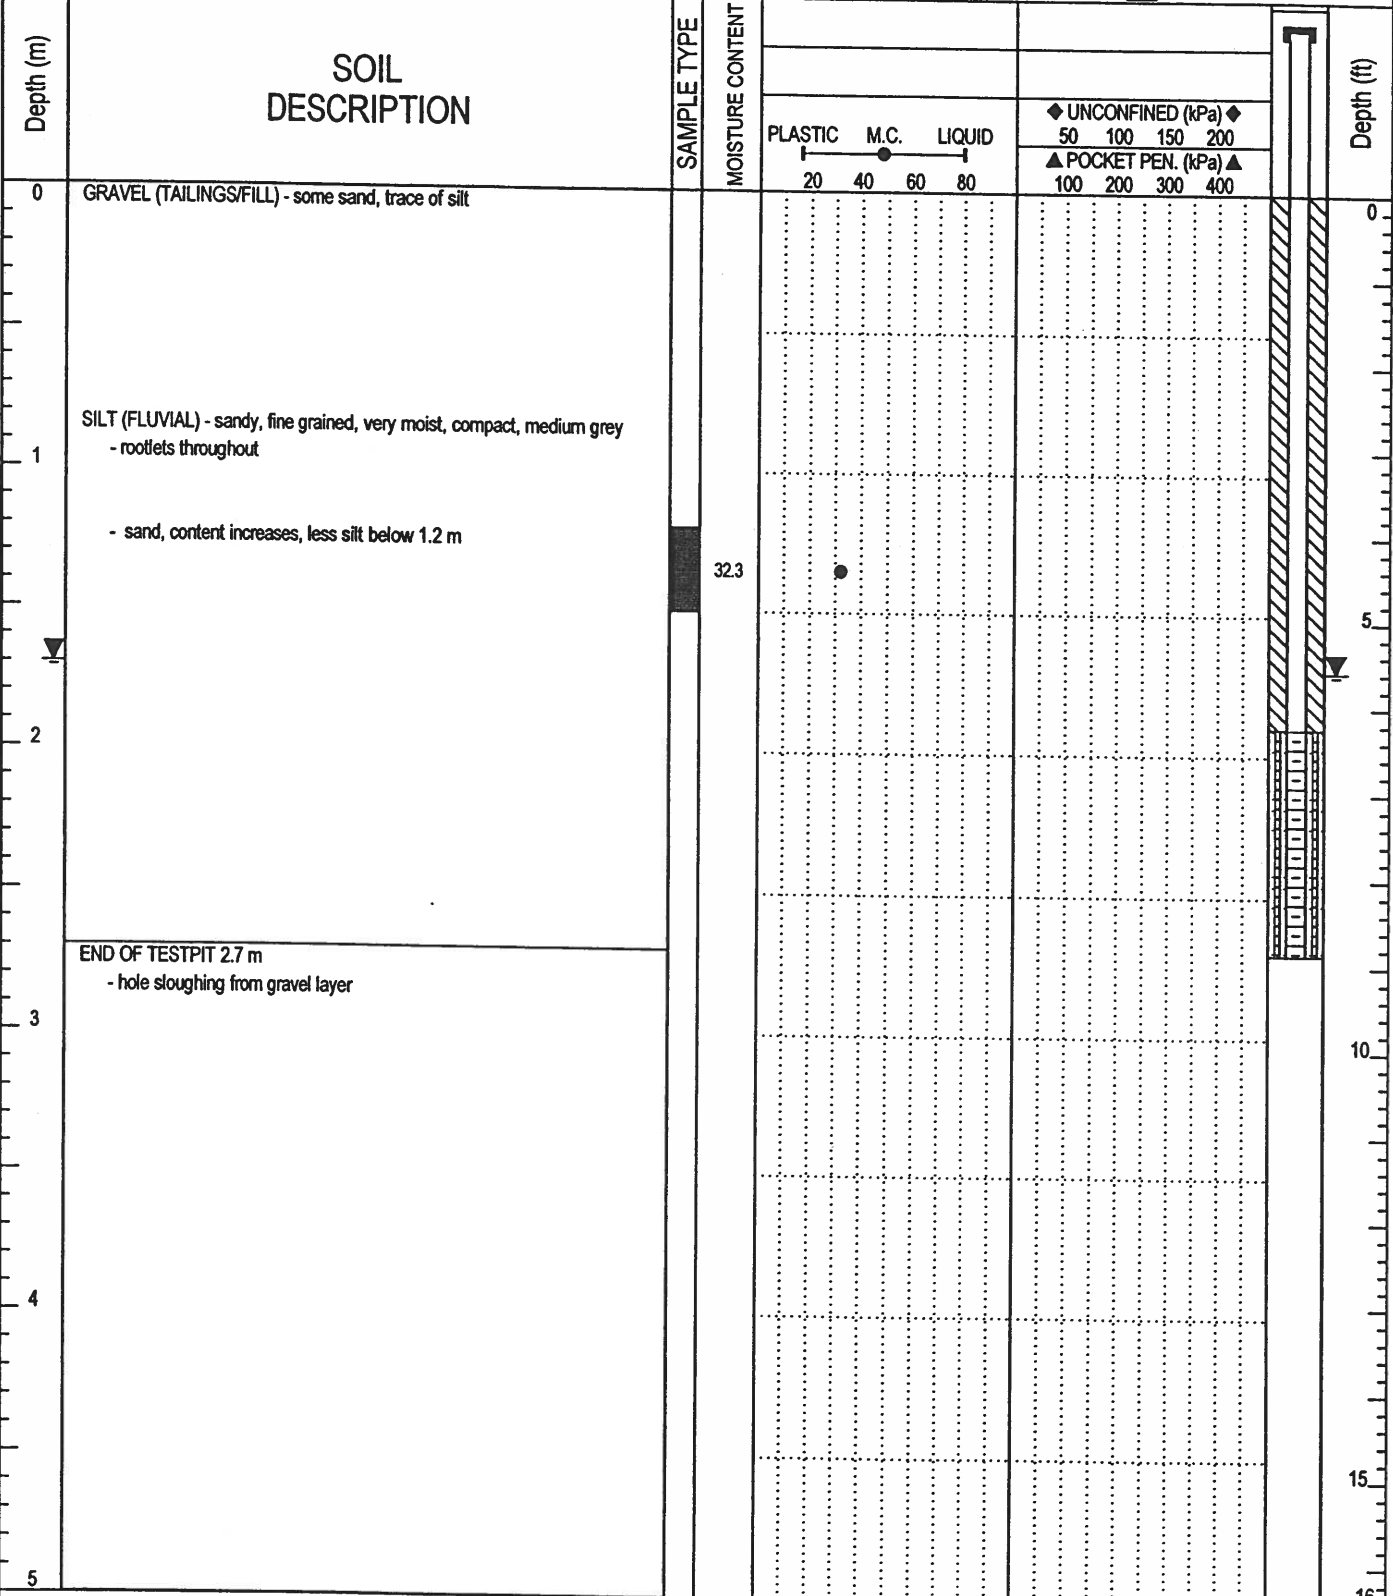 Depth (m)
SOIL
DESCRIPTION
SAMPLE TYPE
MOISTURE CONTENT
PLASTIC M.C. LIQUID
20 40 60 80
◆ UNCONFINED (kPa) ◆
50 100 150 200
▲ POCKET PEN. (kPa) ▲
100 200 300 400
Depth (ft)
0
GRAVEL (TAILINGS/FILL) - some sand, trace of silt
0
SILT (FLUVIAL) - sandy, fine grained, very moist, compact, medium grey
- rootlets throughout
1
- sand, content increases, less silt below 1.2 m
32.3
5
2
END OF TESTPIT 2.7 m
- hole sloughing from gravel layer
3
10
4
15
5